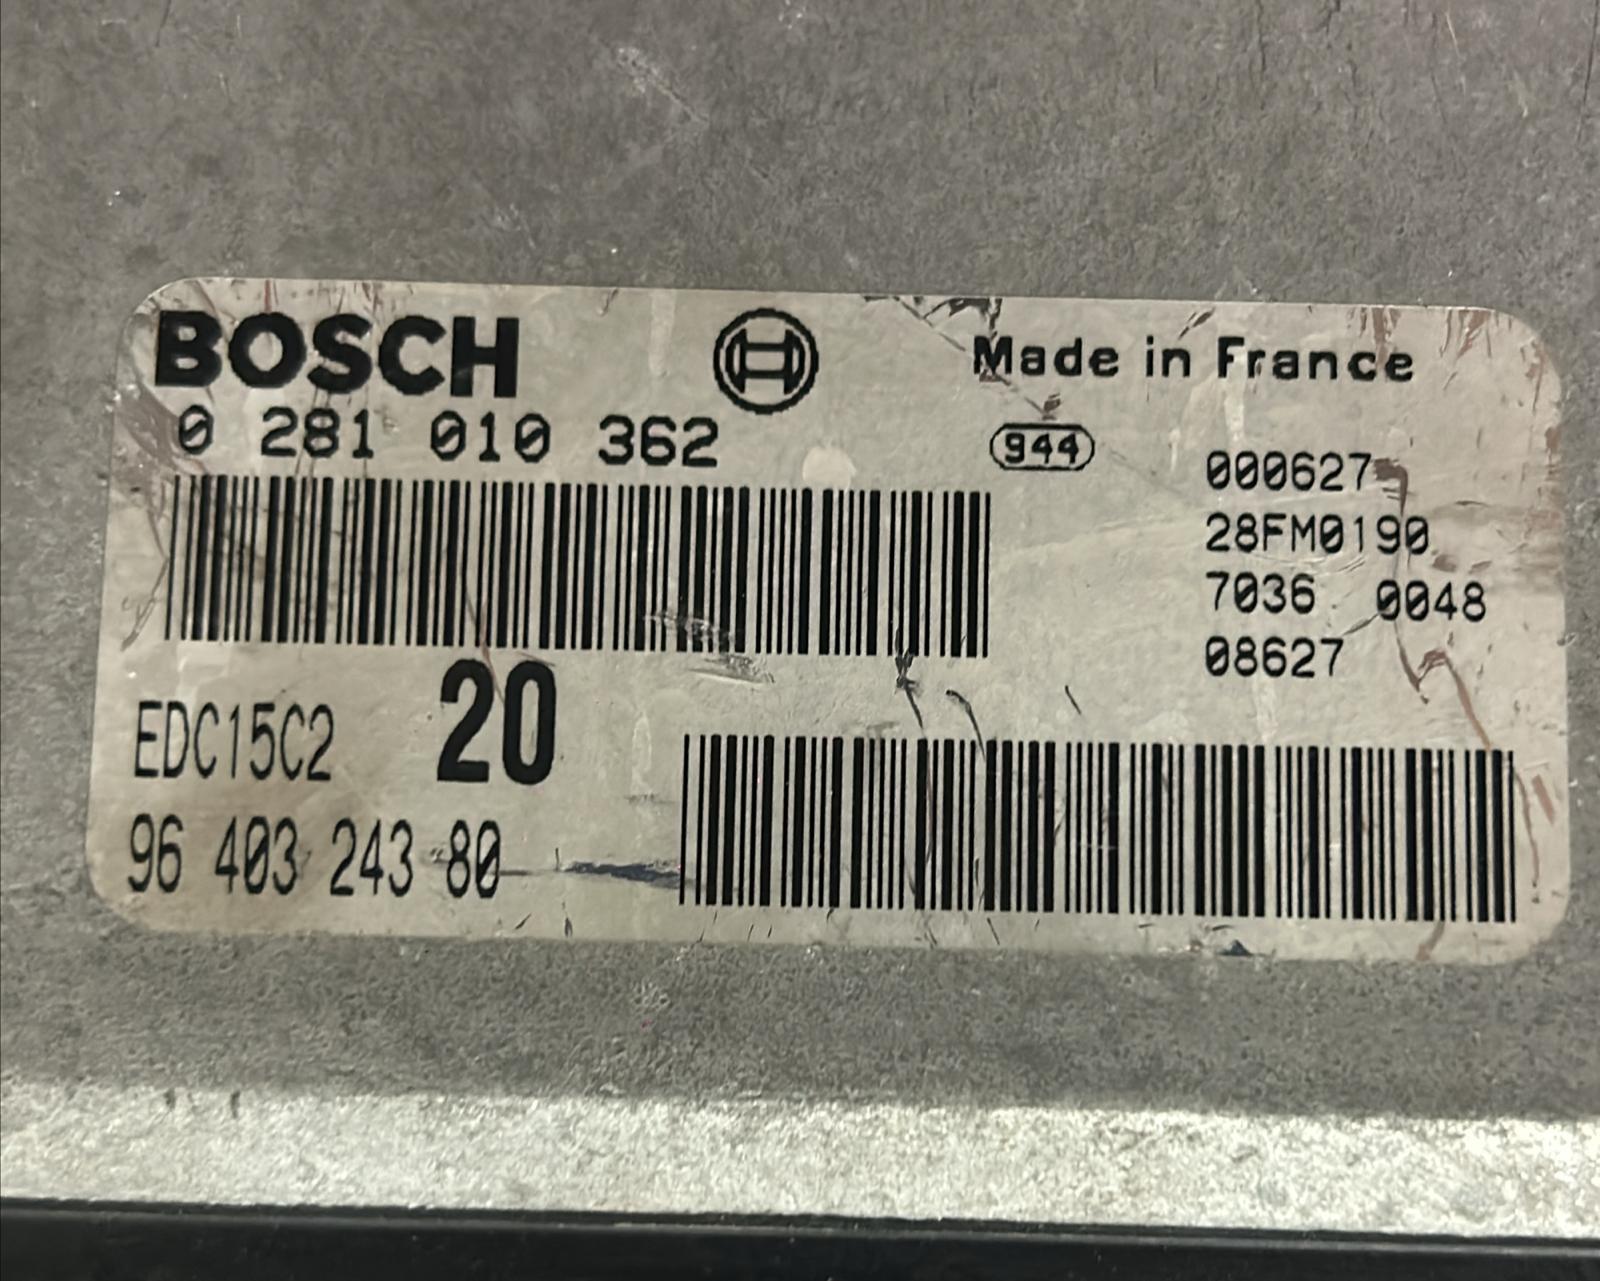 BOSCH
Made in France
0 281 010 362
944
000627
28FM0190
7036 0048
08627
EDC15C2 20
96 403 243 80